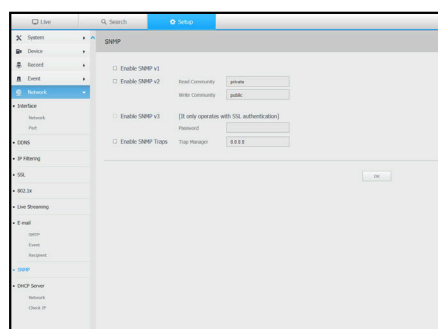 Live
Search
Setup
System
Device
Record
Event
Network
Interface
Network
Port
DDNS
IP Filtering
SSL
802.1x
Live Streaming
E-mail
SMTP
Event
Recipient
SNMP
DHCP Server
Network
Check IP
SNMP
Enable SNMP v1
Enable SNMP v2 Read Community private
Write Community public
Enable SNMP v3 (It only operates with SSL authentication)
Password
Enable SNMP Traps Trap Manager 0.0.0.0
OK